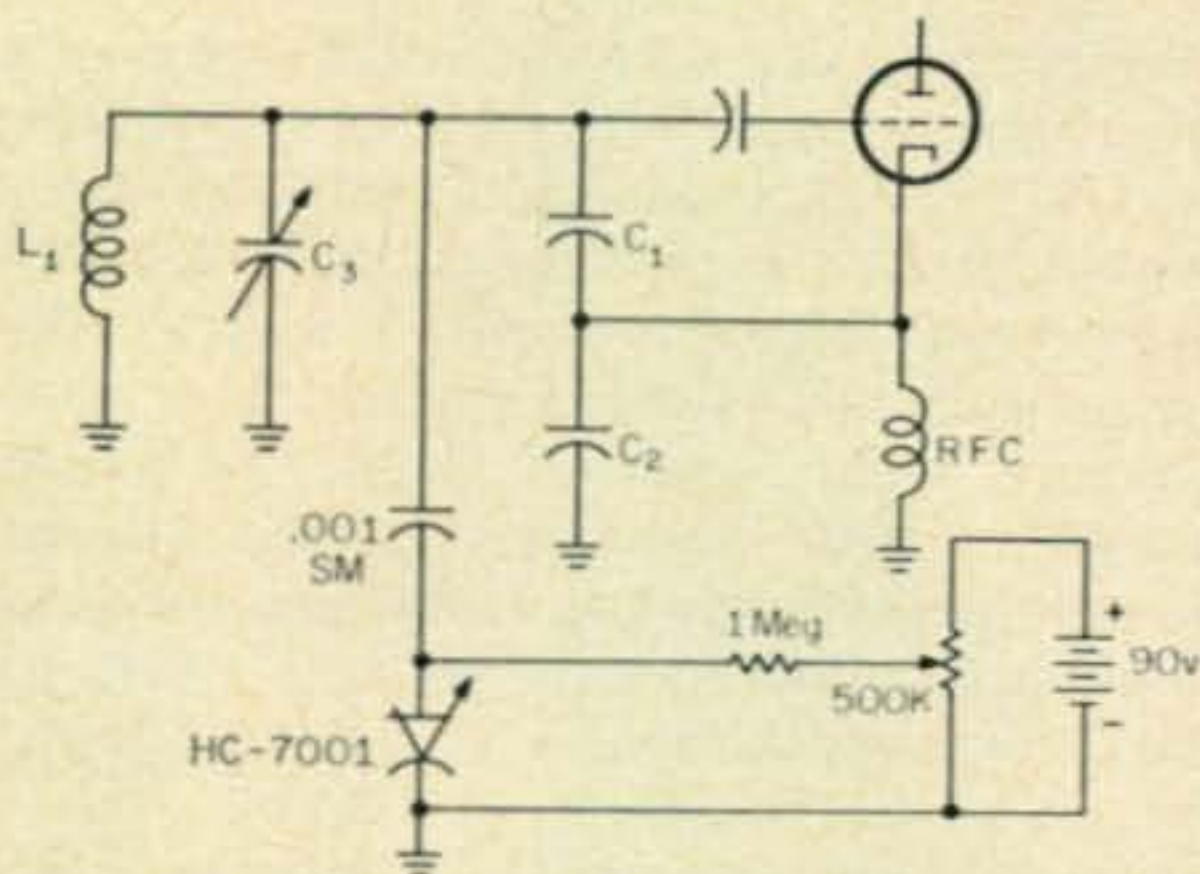 L₁
C₃
C₁
C₂
RFC
.001
SM
1 Meg
+
90v
500K
-
HC-7001